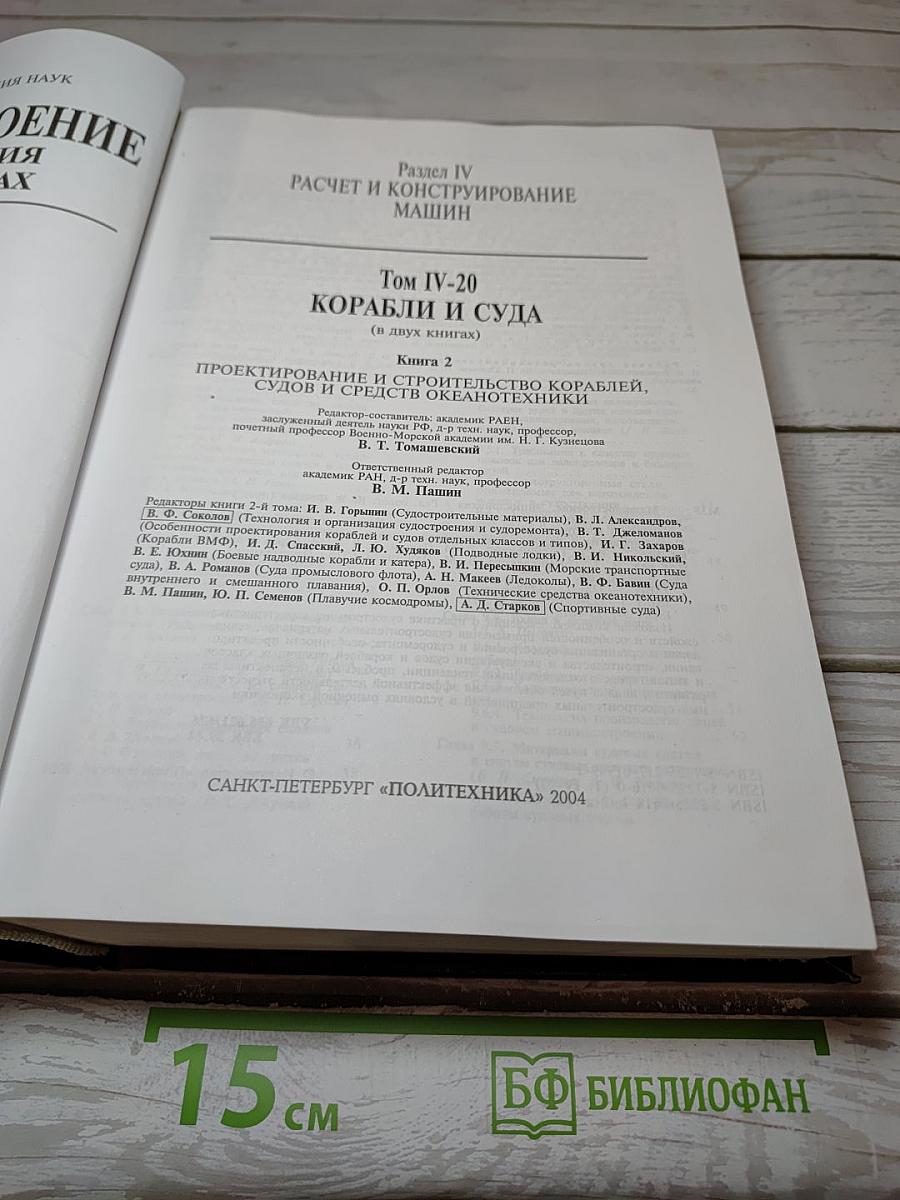 ИЯ НАУК
ОЕНИЕ
ИЯ
АХ
Раздел IV
РАСЧЕТ И КОНСТРУИРОВАНИЕ
МАШИН
Том IV-20
КОРАБЛИ И СУДА
(в двух книгах)
Книга 2
ПРОЕКТИРОВАНИЕ И СТРОИТЕЛЬСТВО КОРАБЛЕЙ,
СУДОВ И СРЕДСТВ ОКЕАНОТЕХНИКИ
Редактор-составитель: академик РАЕН,
заслуженный деятель науки РФ, д-р техн. наук, профессор,
почетный профессор Военно-Морской академии им. Н. Г. Кузнецова
В. Т. Томашевский
Ответственный редактор
академик РАН, д-р техн. наук, профессор
В. М. Пашин
Редакторы книги 2-й тома: И. В. Горынин (Судостроительные материалы), В. Л. Александров,
В. Ф. Соколов (Технология и организация судостроения и судоремонта), В. Т. Джеломанов
(Особенности проектирования кораблей и судов отдельных классов и типов), И. Г. Захаров
(Корабли ВМФ), И. Д. Спасский, Л. Ю. Худяков (Подводные лодки), В. И. Никольский,
В. Е. Юхнин (Боевые надводные корабли и катера), В. И. Пересыпкин (Морские транспортные
суда), В. А. Романов (Суда промыслового флота), А. Н. Макеев (Ледоколы), В. Ф. Бавин (Суда
внутреннего и смешанного плавания), О. П. Орлов (Технические средства океанотехники),
В. М. Пашин, Ю. П. Семенов (Плавучие космодромы), А. Д. Старков (Спортивные суда)
САНКТ-ПЕТЕРБУРГ «ПОЛИТЕХНИКА» 2004
15 см
БФ БИБЛИОФАН